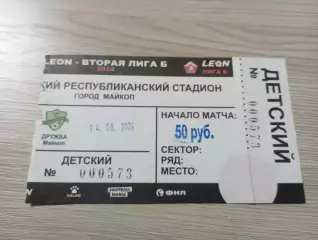 LEON - ВТОРАЯ ЛИГА Б
2024
LEON
ЛИГА Б
КИЙ РЕСПУБЛИКАНСКИЙ СТАДИОН
ГОРОД МАЙКОП
ДРУЖБА
Майкоп
14.08.2024
НАЧАЛО МАТЧА:
50 руб.
СЕКТОР:
РЯД:
МЕСТО:
ДЕТСКИЙ
№ 000573
KELME
ФНЛ
ДЕТСКИЙ
№ 000573